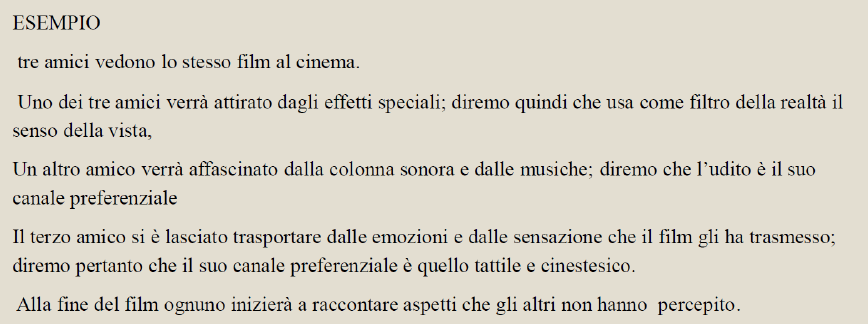 ESEMPIO
tre amici vedono lo stesso film al cinema.
Uno dei tre amici verrà attirato dagli effetti speciali; diremo quindi che usa come filtro della realtà il
senso della vista,
Un altro amico verrà affascinato dalla colonna sonora e dalle musiche; diremo che l’udito è il suo
canale preferenziale
Il terzo amico si è lasciato trasportare dalle emozioni e dalle sensazione che il film gli ha trasmesso;
diremo pertanto che il suo canale preferenziale è quello tattile e cinestesico.
Alla fine del film ognuno inizierà a raccontare aspetti che gli altri non hanno percepito.